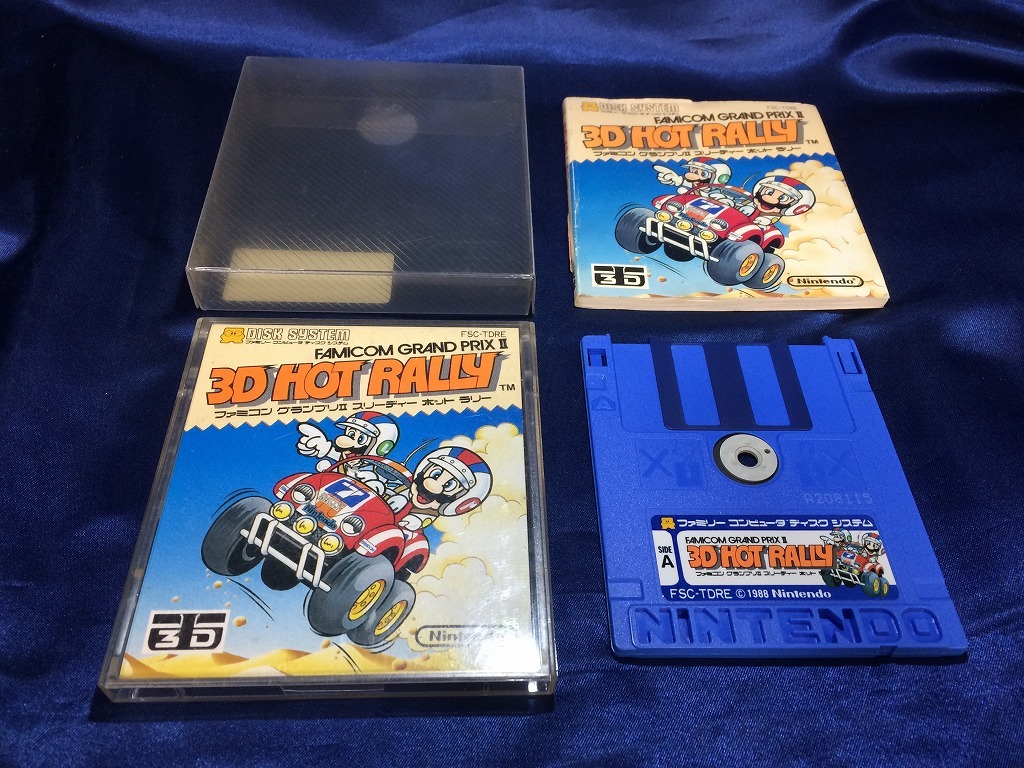 DISK SYSTEM
FSC-TDRE
FAMICOM GRAND PRIX II
3D HOT RALLY TM
ファミコン グランプリII スリーディー ホット ラリー
7
3D
Nintendo
DISK SYSTEM
ファミリー コンピュータ ディスク システム
FSC-TDRE
FAMICOM GRAND PRIX II
3D HOT RALLY TM
ファミコン グランプリII スリーディー ホット ラリー
7
Nintendo
3D
Nintendo
A208115
ファミリー コンピュータ ディスク システム
SIDE A
FAMICOM GRAND PRIX II
3D HOT RALLY
ファミコン グランプリII スリーディー ホット ラリー
FSC-TDRE ©1988 Nintendo
NINTENDO